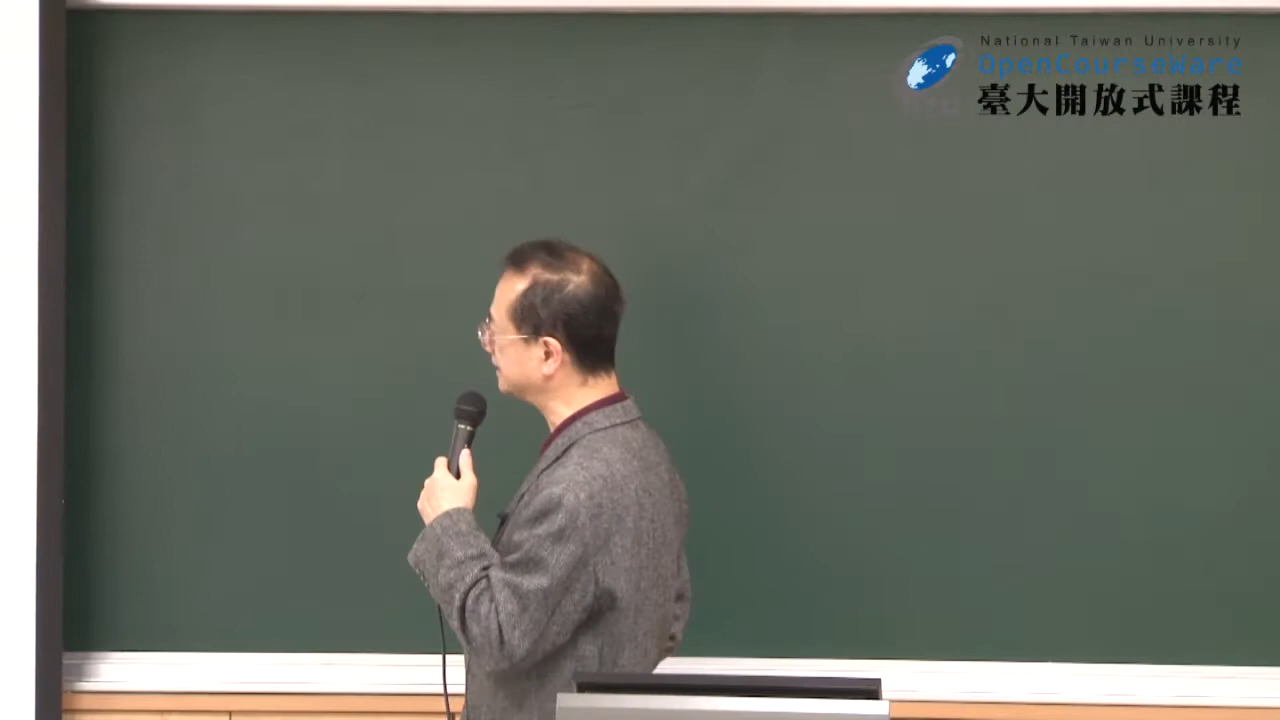 National Taiwan University
OpenCourseWare
臺大開放式課程